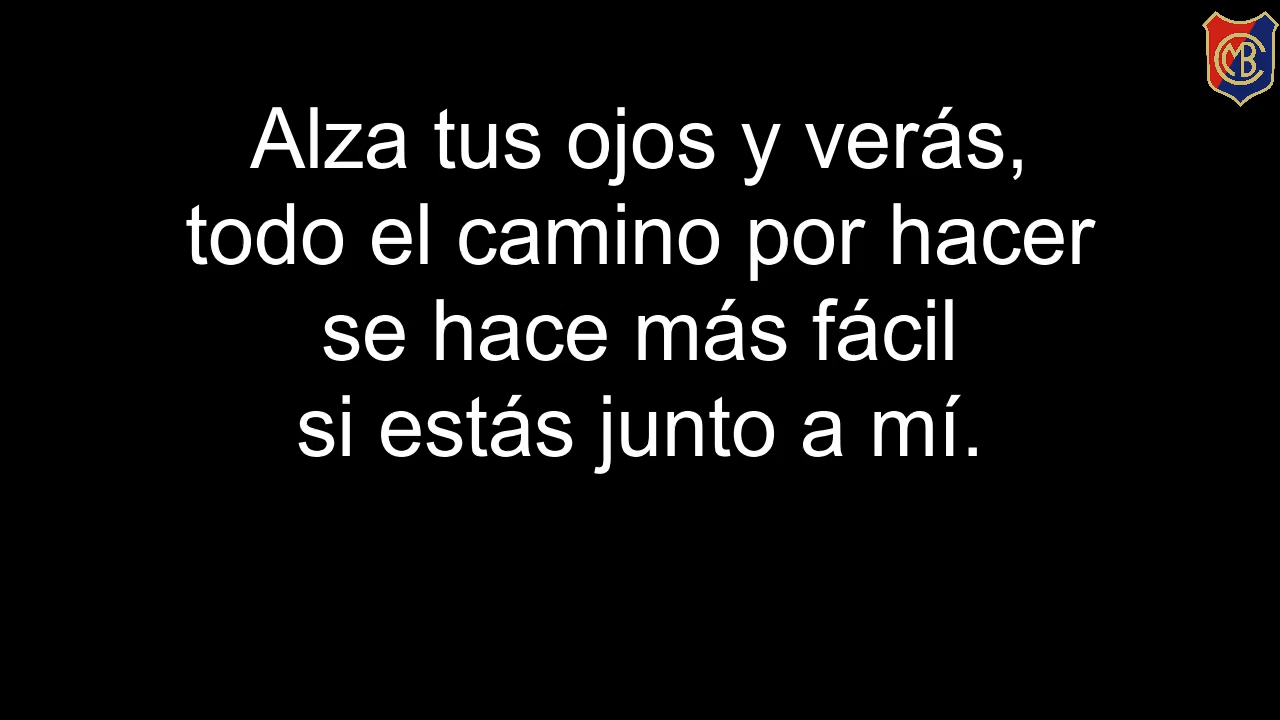 Alza tus ojos y verás,
todo el camino por hacer
se hace más fácil
si estás junto a mí.